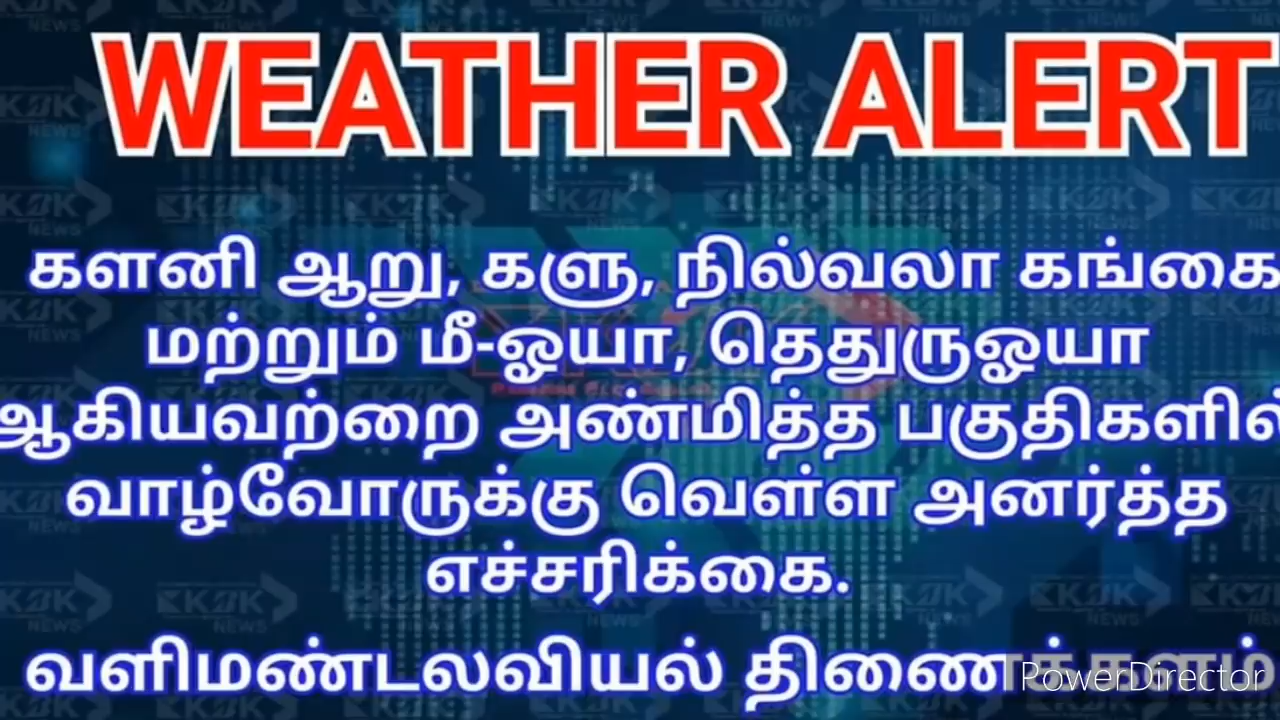 WEATHER ALERT
களனி ஆறு, களு, நில்வலா கங்கை
மற்றும் மீ-ஓயா, தெதுருஓயா
ஆகியவற்றை அண்மித்த பகுதிகளில்
வாழ்வோருக்கு வெள்ள அனர்த்த
எச்சரிக்கை.
வளிமண்டலவியல் திணைக்களம்
PowerDirector